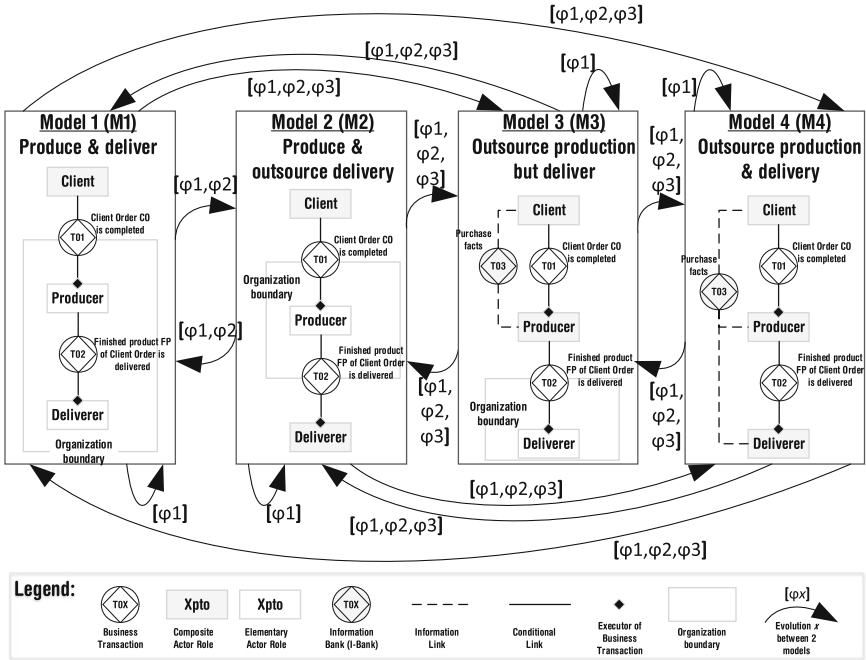 [φ1,φ2,φ3]
[φ1,φ2,φ3]
[φ1,φ2,φ3]
[φ1]
[φ1]
Model 1 (M1)
Produce & deliver
Client
T01
Client Order CO
is completed
Producer
T02
Finished product FP
of Client Order is
delivered
Deliverer
Organization
boundary
[φ1,φ2]
[φ1,φ2]
Model 2 (M2)
Produce &
outsource delivery
Client
T01
Client Order CO
is completed
Organization
boundary
Producer
T02
Finished product
FP of Client Order
is delivered
Deliverer
[φ1,
φ2,
φ3]
[φ1,
φ2,
φ3]
Model 3 (M3)
Outsource production
but deliver
Client
Purchase
facts
T03
T01
Client Order CO
is completed
Producer
T02
Finished product
FP of Client Order
is delivered
Organization
boundary
Deliverer
[φ1,
φ2,
φ3]
[φ1,
φ2,
φ3]
Model 4 (M4)
Outsource production
& delivery
Client
Purchase
facts
T03
T01
Client Order CO
is completed
Producer
T02
Finished product
FP of Client Order
is delivered
Deliverer
[φ1]
[φ1]
[φ1,φ2,φ3]
[φ1,φ2,φ3]
[φ1,φ2,φ3]
Legend:
T0X
Business
Transaction
Xpto
Composite
Actor Role
Xpto
Elementary
Actor Role
T0X
Information
Bank (I-Bank)
Information
Link
Conditional
Link
Executor of
Business
Transaction
Organization
boundary
[φx]
Evolution x
between 2
models